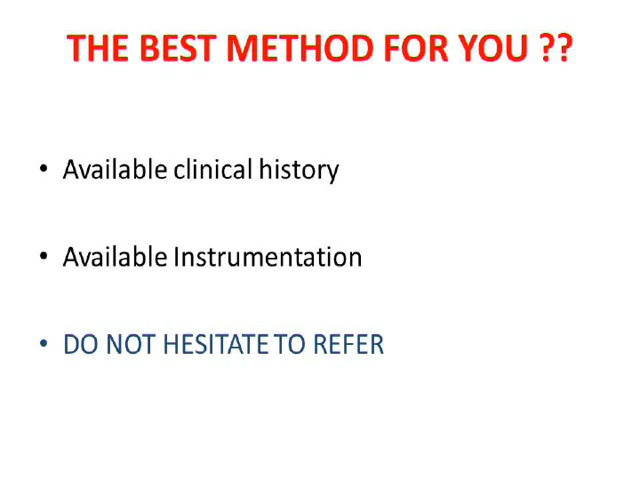 THE BEST METHOD FOR YOU ??
• Available clinical history
• Available Instrumentation
• DO NOT HESITATE TO REFER